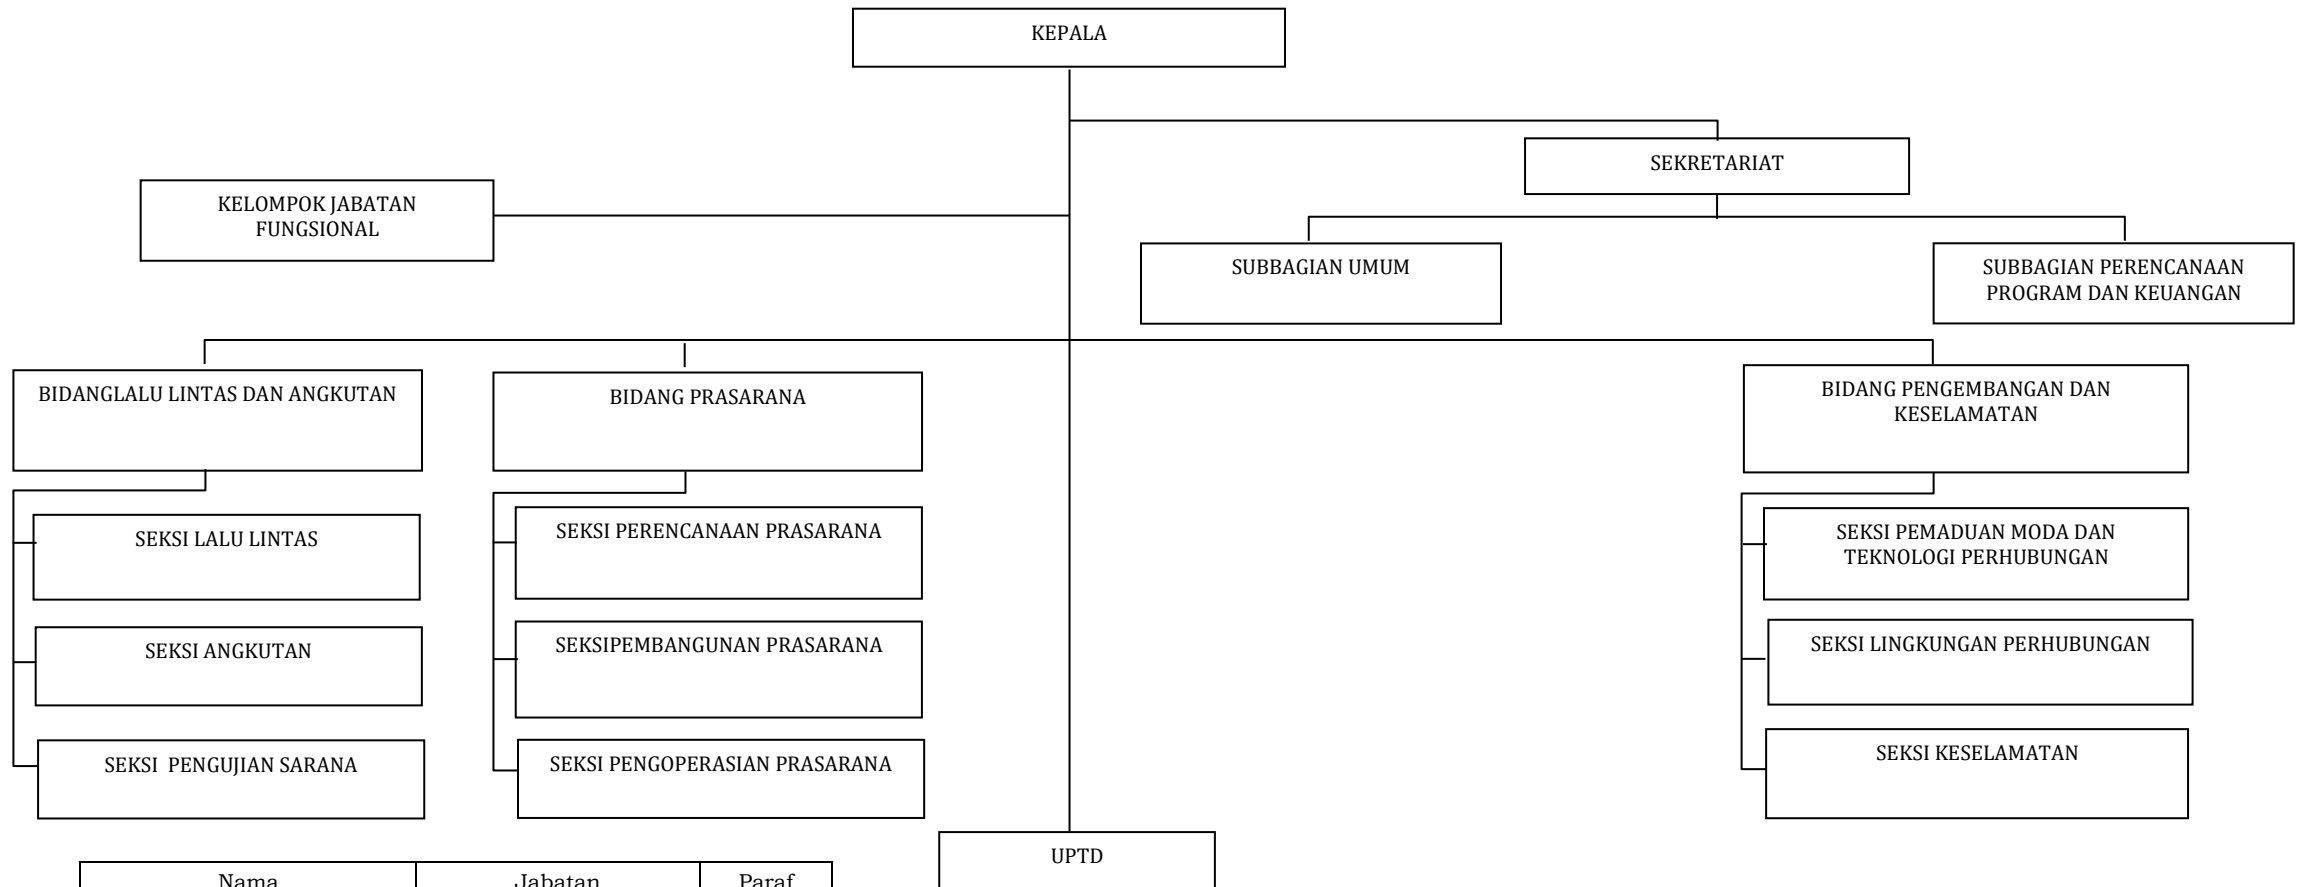 KEPALA
SEKRETARIAT
KELOMPOK JABATAN
FUNGSIONAL
SUBBAGIAN UMUM
SUBBAGIAN PERENCANAAN
PROGRAM DAN KEUANGAN
BIDANGLALU LINTAS DAN ANGKUTAN
BIDANG PRASARANA
BIDANG PENGEMBANGAN DAN
KESELAMATAN
SEKSI LALU LINTAS
SEKSI ANGKUTAN
SEKSI  PENGUJIAN SARANA
SEKSI PERENCANAAN PRASARANA
SEKSIPEMBANGUNAN PRASARANA
SEKSI PENGOPERASIAN PRASARANA
SEKSI PEMADUAN MODA DAN
TEKNOLOGI PERHUBUNGAN
SEKSI LINGKUNGAN PERHUBUNGAN
SEKSI KESELAMATAN
UPTD
Nama Jabatan Paraf